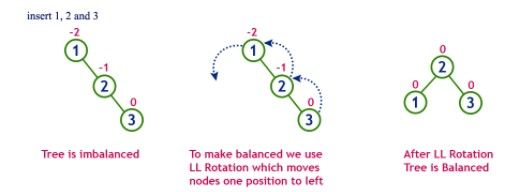 insert 1, 2 and 3
-2
1
-1
2
0
3
Tree is imbalanced
-2
1
-1
2
0
3
To make balanced we use
LL Rotation which moves
nodes one position to left
0
2
0
0
1
3
After LL Rotation
Tree is Balanced